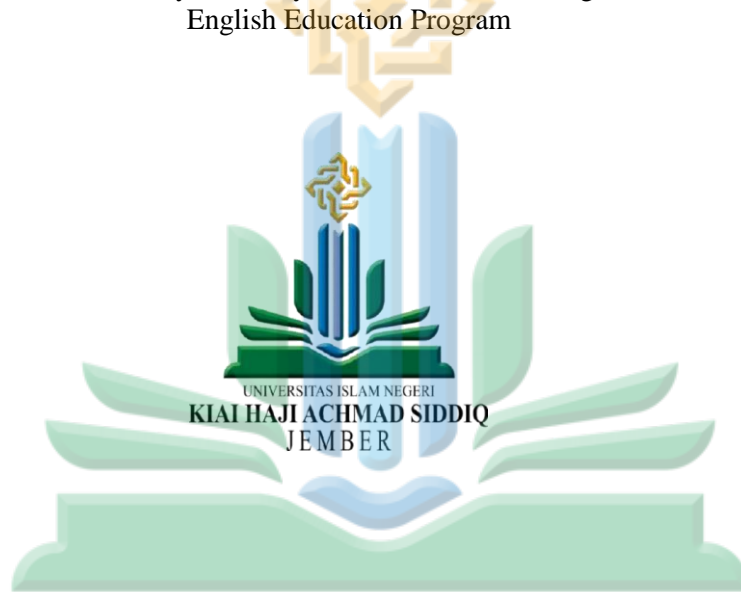 English Education Program
UNIVERSITAS ISLAM NEGERI
KIAI HAJI ACHMAD SIDDIQ
JEMBER